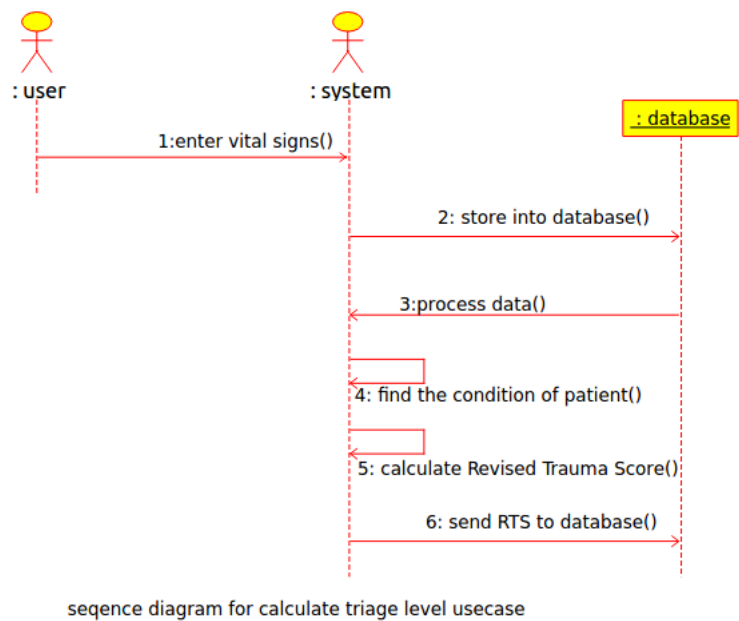 : user
: system
: database
1:enter vital signs()
2: store into database()
3:process data()
4: find the condition of patient()
5: calculate Revised Trauma Score()
6: send RTS to database()
seqence diagram for calculate triage level usecase